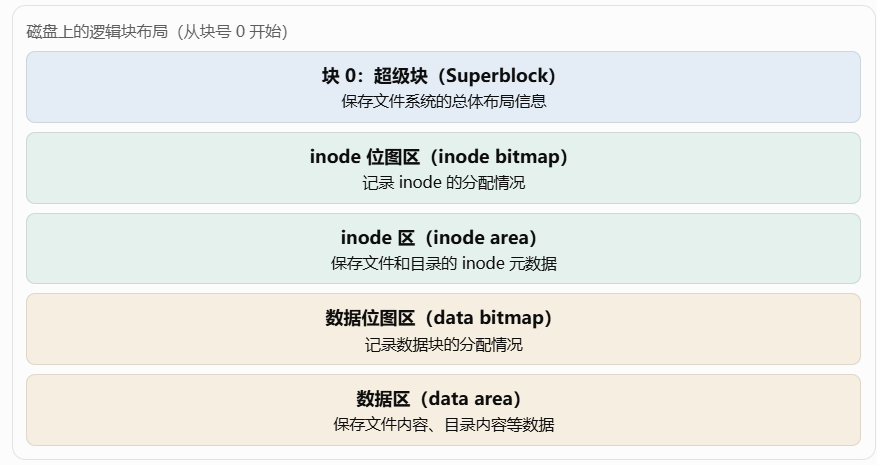 磁盘上的逻辑块布局（从块号 0 开始）
块 0：超级块（Superblock）
保存文件系统的总体布局信息
inode 位图区（inode bitmap）
记录 inode 的分配情况
inode 区（inode area）
保存文件和目录的 inode 元数据
数据位图区（data bitmap）
记录数据块的分配情况
数据区（data area）
保存文件内容、目录内容等数据